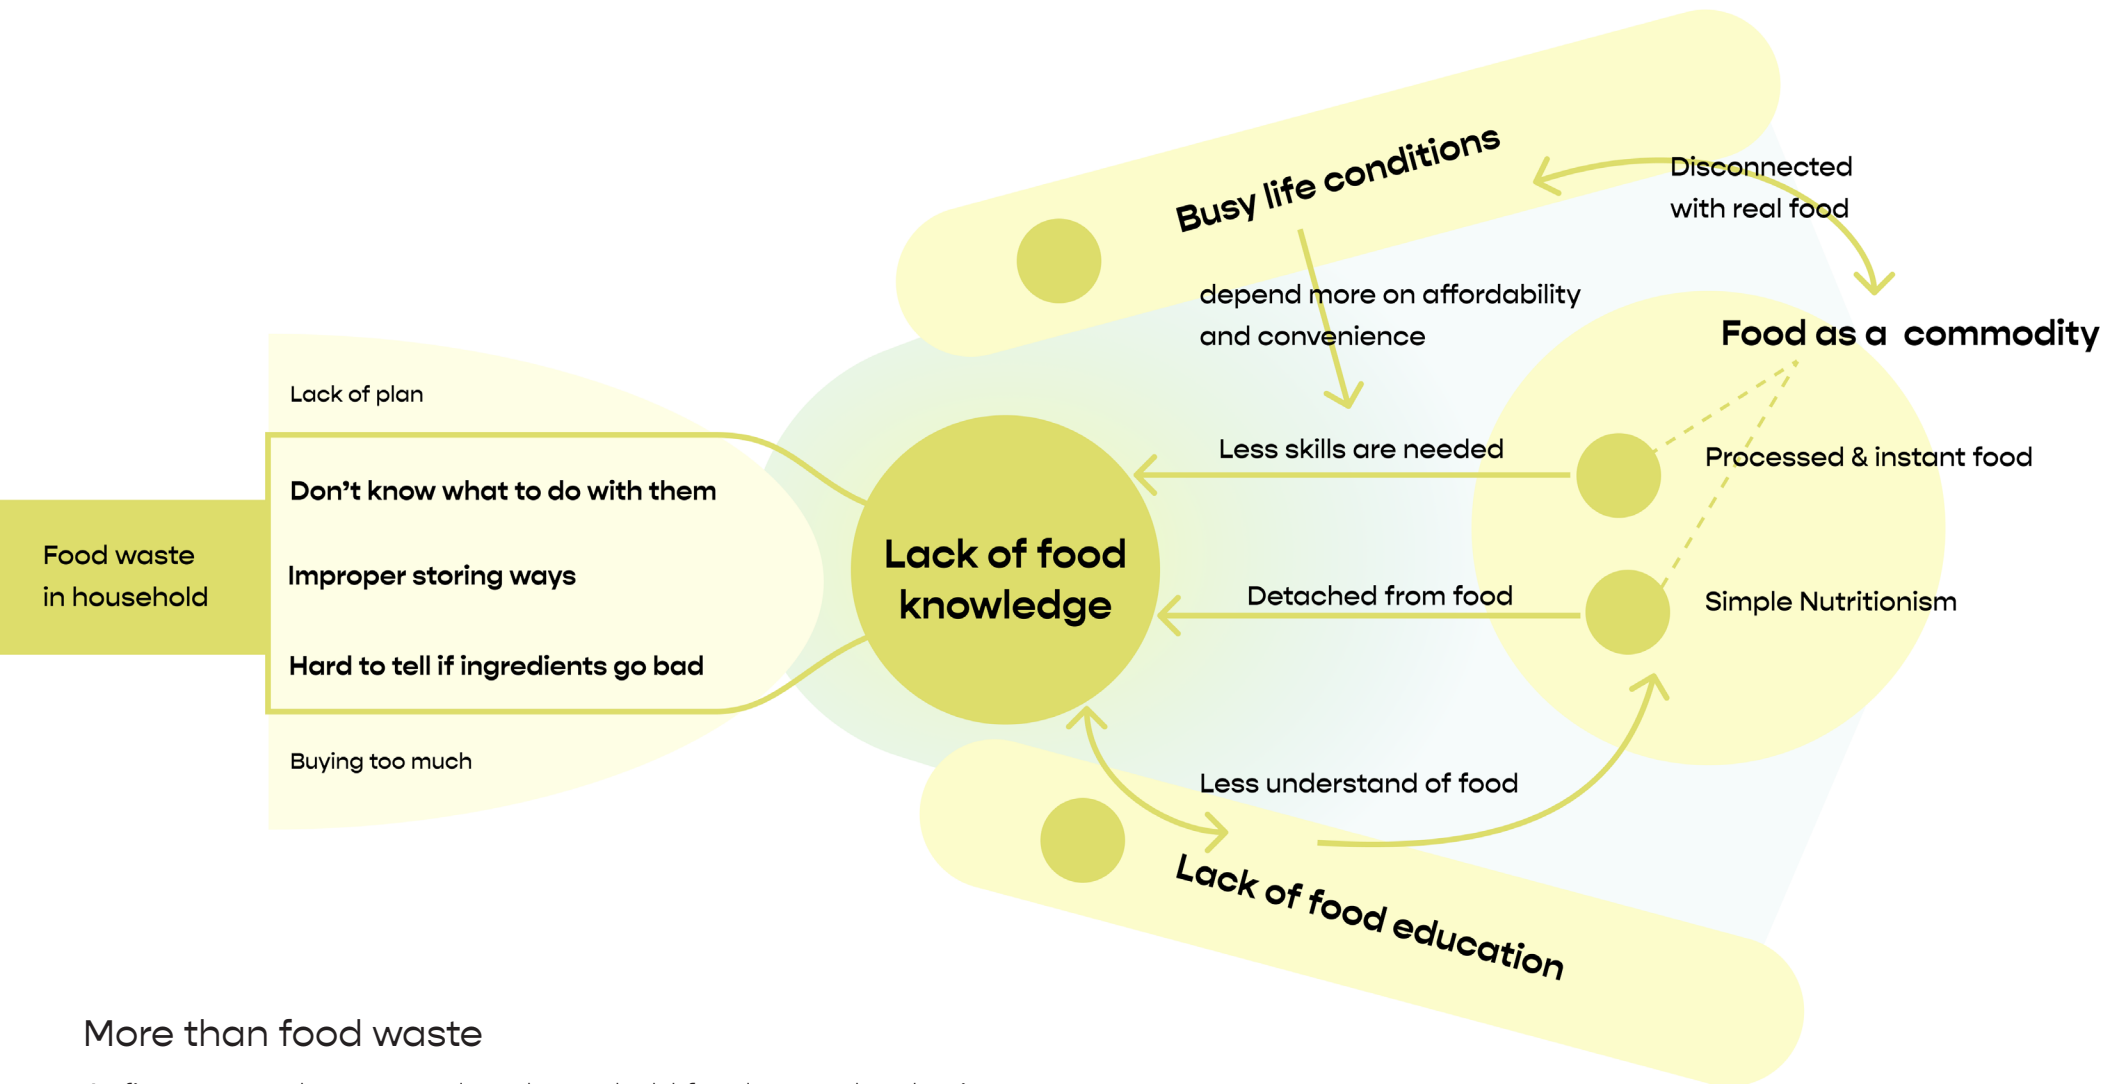 Busy life conditions
Disconnected
with real food
depend more on affordability
and convenience
Food as a commodity
Lack of plan
Less skills are needed
Processed & instant food
Don't know what to do with them
Food waste
in household
Improper storing ways
Lack of food
knowledge
Detached from food
Simple Nutritionism
Hard to tell if ingredients go bad
Buying too much
Less understand of food
Lack of food education
More than food waste